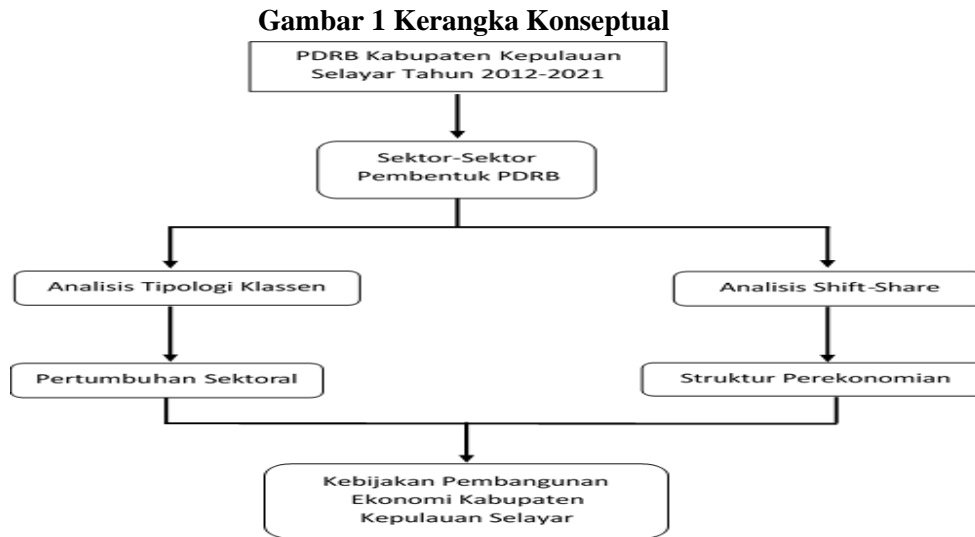 Gambar 1 Kerangka Konseptual
PDRB Kabupaten Kepulauan
Selayar Tahun 2012-2021
Sektor-Sektor
Pembentuk PDRB
Analisis Tipologi Klassen
Analisis Shift-Share
Pertumbuhan Sektoral
Struktur Perekonomian
Kebijakan Pembangunan
Ekonomi Kabupaten
Kepulauan Selayar